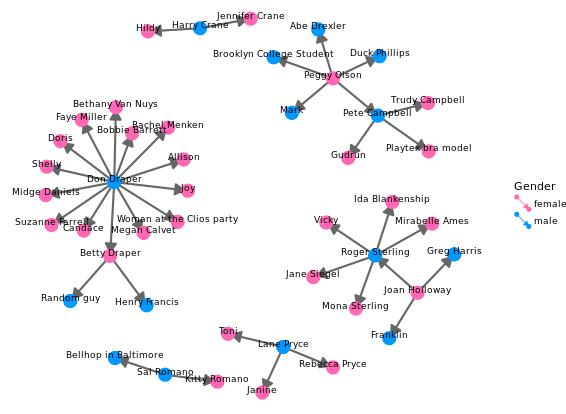 Jennifer Crane
Harry Crane
Hildy
Abe Drexler
Brooklyn College Student
Duck Phillips
Peggy Olson
Mark
Pete Campbell
Trudy Campbell
Gudrun
Playtex bra model
Bethany Van Nuys
Faye Miller
Bobbie Barrett
Rachel Menken
Doris
Allison
Shelly
Don Draper
Midge Daniels
Joy
Suzanne Farrell
Candace
Woman at the Clios party
Megan Calvet
Betty Draper
Random guy
Henry Francis
Ida Blankenship
Vicky
Mirabelle Ames
Roger Sterling
Greg Harris
Jane Siegel
Joan Holloway
Mona Sterling
Franklin
Toni
Lane Pryce
Rebecca Pryce
Janine
Bellhop in Baltimore
Sal Romano
Kitty Romano
Gender
female
male